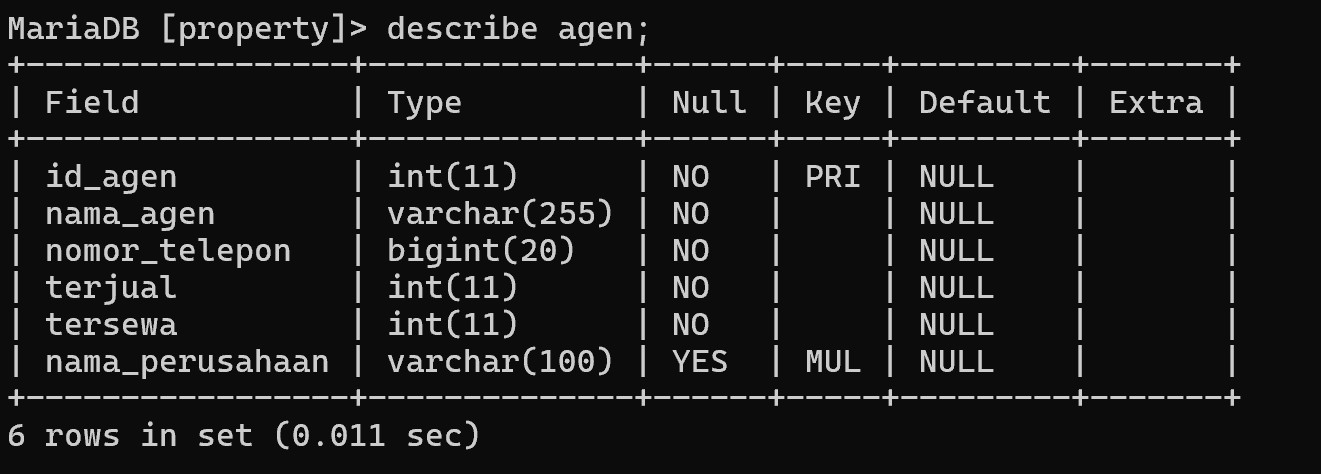 MariaDB [property]> describe agen;
+-----------------+--------------+------+-----+---------+-------+
| Field           | Type         | Null | Key | Default | Extra |
+-----------------+--------------+------+-----+---------+-------+
| id_agen         | int(11)      | NO   | PRI | NULL    |       |
| nama_agen       | varchar(255) | NO   |     | NULL    |       |
| nomor_telepon   | bigint(20)   | NO   |     | NULL    |       |
| terjual         | int(11)      | NO   |     | NULL    |       |
| tersewa         | int(11)      | NO   |     | NULL    |       |
| nama_perusahaan | varchar(100) | YES  | MUL | NULL    |       |
+-----------------+--------------+------+-----+---------+-------+
6 rows in set (0.011 sec)